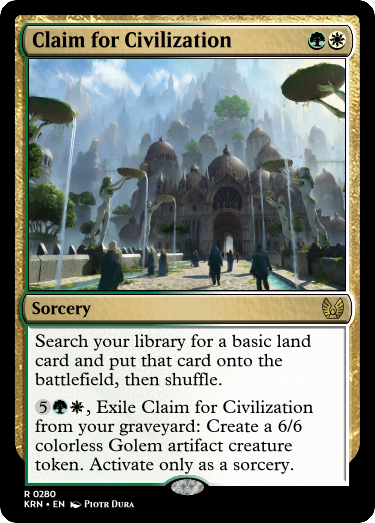 Claim for Civilization
Sorcery
Search your library for a basic land
card and put that card onto the
battlefield, then shuffle.
5, Exile Claim for Civilization
from your graveyard: Create a 6/6
colorless Golem artifact creature
token. Activate only as a sorcery.
R 0280
KRN • EN Piotr Dura